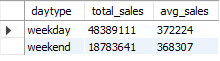 daytype total_sales avg_sales
weekday 48389111 372224
weekend 18783641 368307